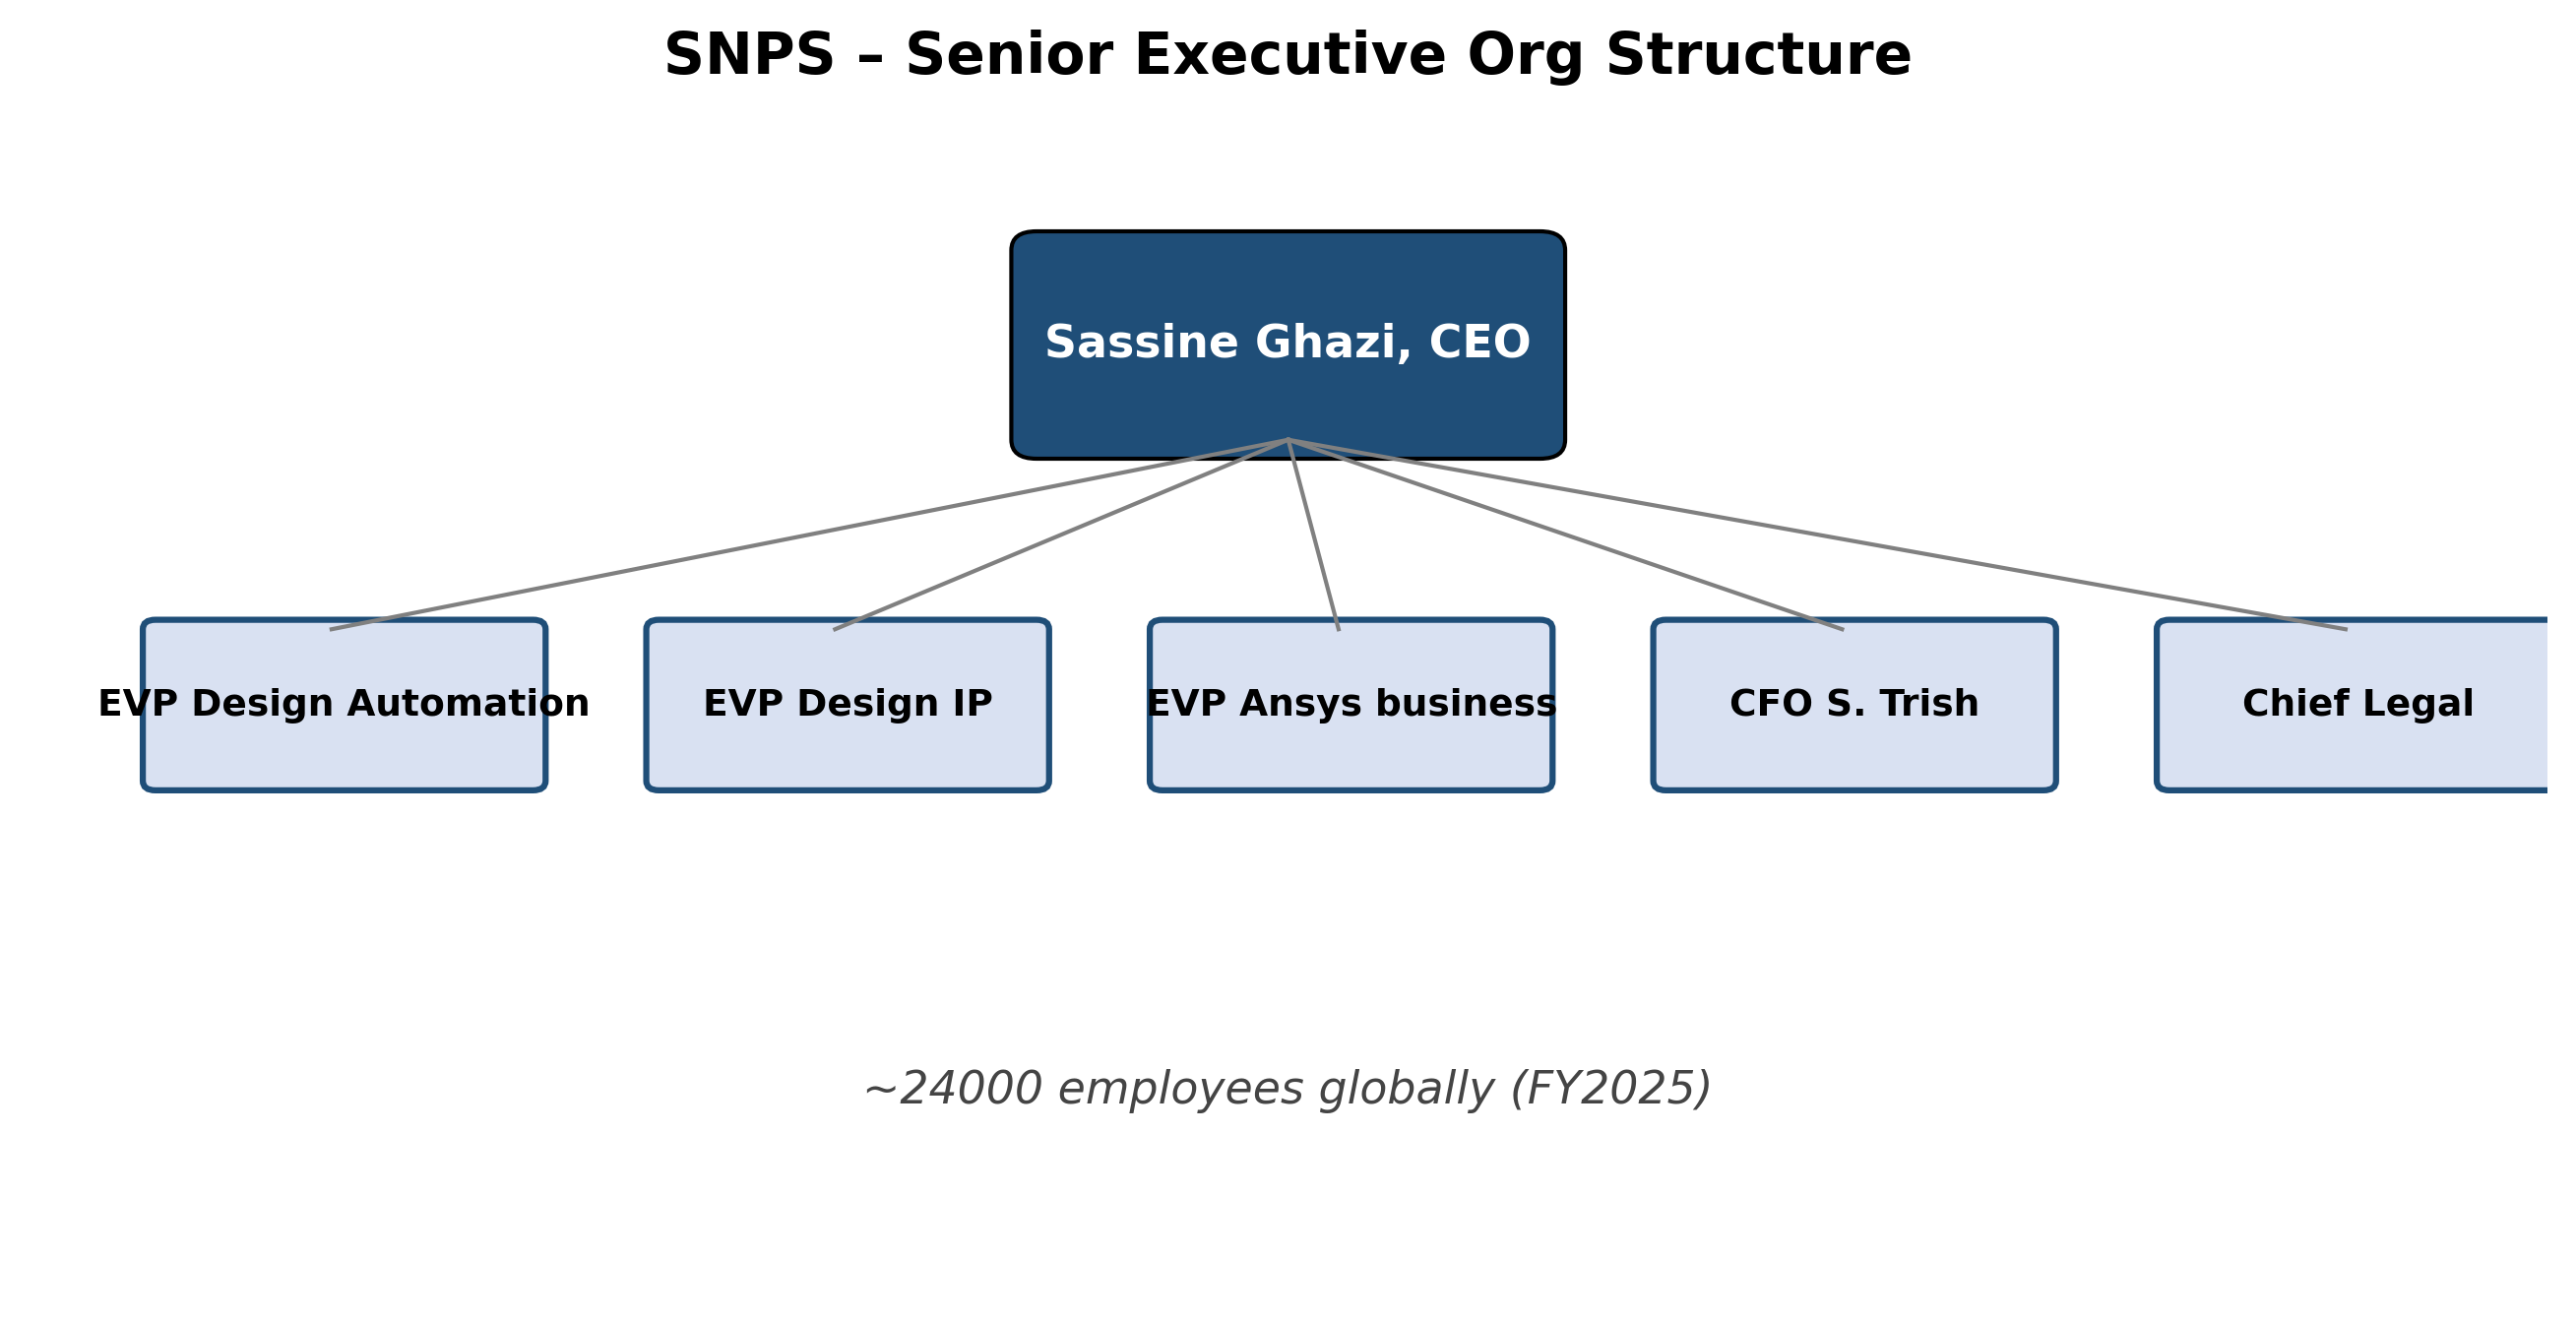 SNPS – Senior Executive Org Structure
Sassine Ghazi, CEO
EVP Design Automation
EVP Design IP
EVP Ansys business
CFO S. Trish
Chief Legal
~24000 employees globally (FY2025)